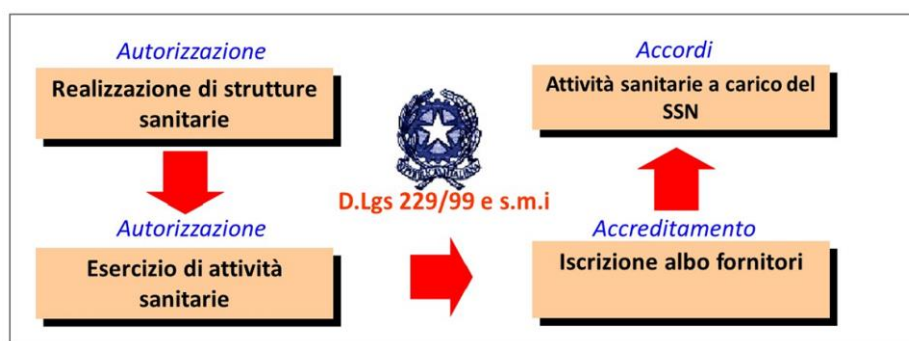 Autorizzazione
Realizzazione di strutture
sanitarie
Accordi
Attività sanitarie a carico del
SSN
D.Lgs 229/99 e s.m.i
Autorizzazione
Esercizio di attività
sanitarie
Accreditamento
Iscrizione albo fornitori